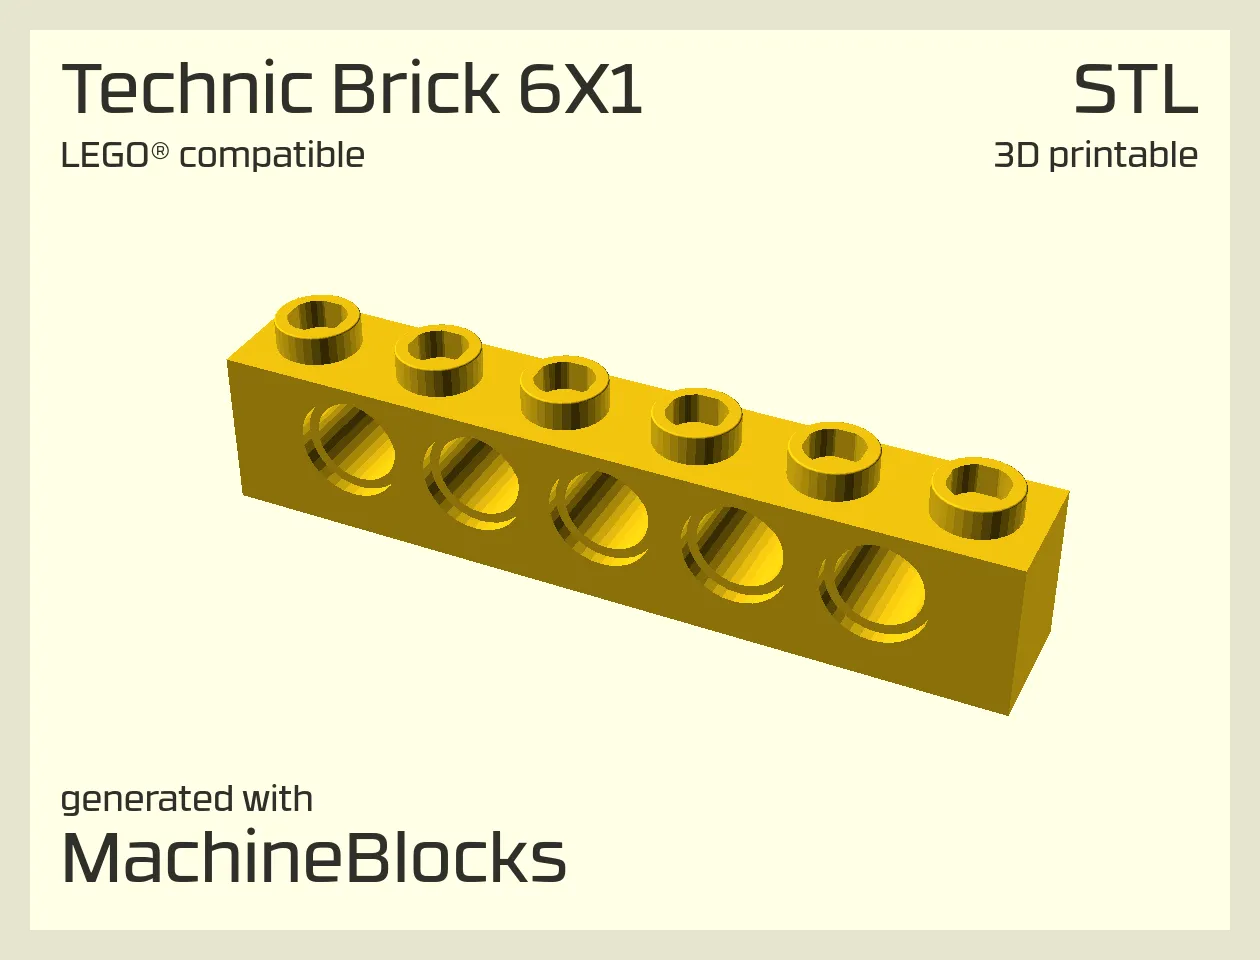 Technic Brick 6X1
STL
LEGO® compatible
3D printable
generated with
MachineBlocks